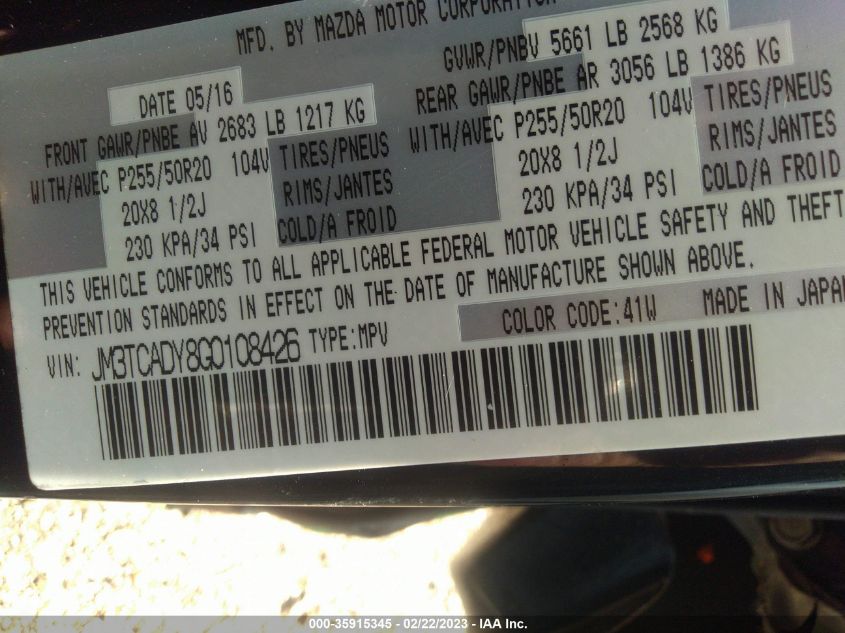 MFD. BY MAZDA MOTOR CORPORATION
DATE 05/16
GVWR/PNBV 5661 LB 2568 KG
FRONT GAWR/PNBE AV 2683 LB 1217 KG
REAR GAWR/PNBE AR 3056 LB 1386 KG
WITH/AVEC P255/50R20 104V TIRES/PNEUS
WITH/AVEC P255/50R20 104V TIRES/PNEUS
20X8 1/2J RIMS/JANTES
20X8 1/2J RIMS/JANTES
230 KPA/34 PSI COLD/A FROID
230 KPA/34 PSI COLD/A FROID
THIS VEHICLE CONFORMS TO ALL APPLICABLE FEDERAL MOTOR VEHICLE SAFETY AND THEFT
PREVENTION STANDARDS IN EFFECT ON THE DATE OF MANUFACTURE SHOWN ABOVE.
COLOR CODE:41W MADE IN JAPAN
VIN: JM3TCADY8G0108426 TYPE:MPV
000-35915345 - 02/22/2023 - IAA Inc.